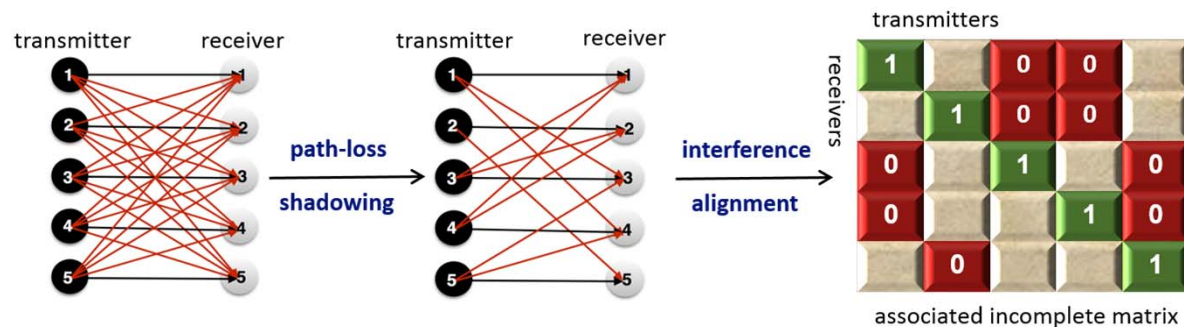 transmitter receiver
1 1
2 2
3 3
4 4
5 5
path-loss
shadowing
transmitter receiver
1 1
2 2
3 3
4 4
5 5
interference
alignment
transmitters
receivers
1 0 0
1 0 0
0 1 0
0 1 0
0 1
associated incomplete matrix